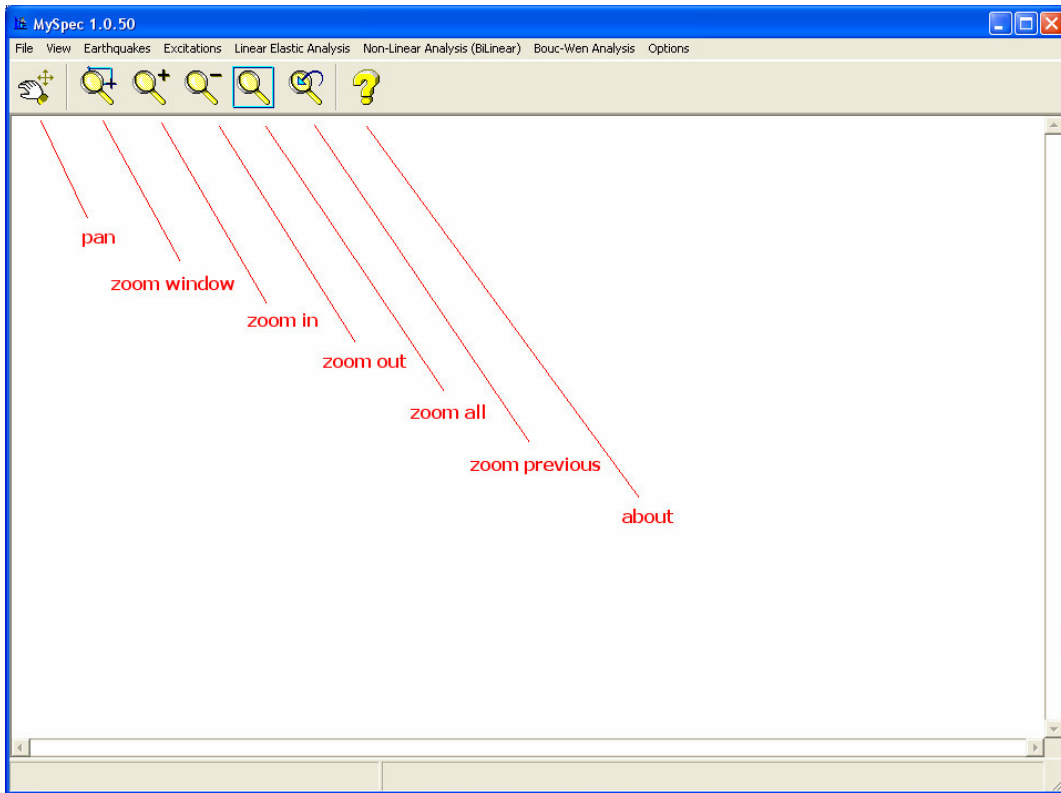 MySpec 1.0.50
File View Earthquakes Excitations Linear Elastic Analysis Non-Linear Analysis (BiLinear) Bouc-Wen Analysis Options
pan
zoom window
zoom in
zoom out
zoom all
zoom previous
about